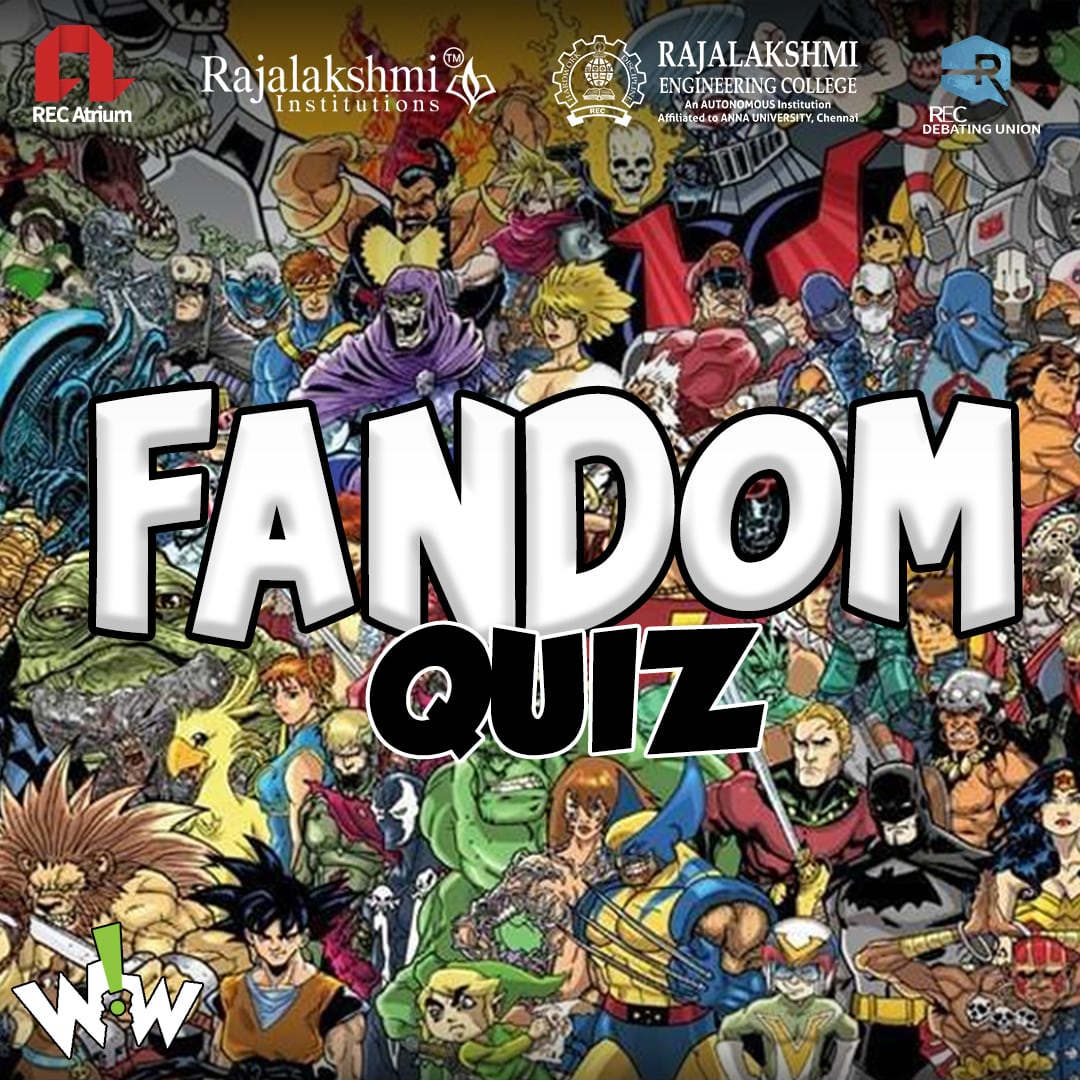 REC Atrium
Rajalakshmi™
Institutions
REC
RAJALAKSHMI
ENGINEERING COLLEGE
An AUTONOMOUS Institution
Affiliated to ANNA UNIVERSITY, Chennai
R
REC
DEBATING UNION
FANDOM
QUIZ
W!W